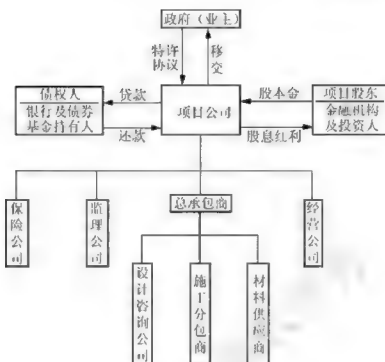 政府（业主）
特许
协议
移
交
债权人
银行及债券
基金持有人
贷款
还款
项目公司
股本金
股息红利
项目股东
金融机构
及投资人
保险公司
监理公司
总承包商
经营公司
设计咨询公司
施工分包商
材料供应商